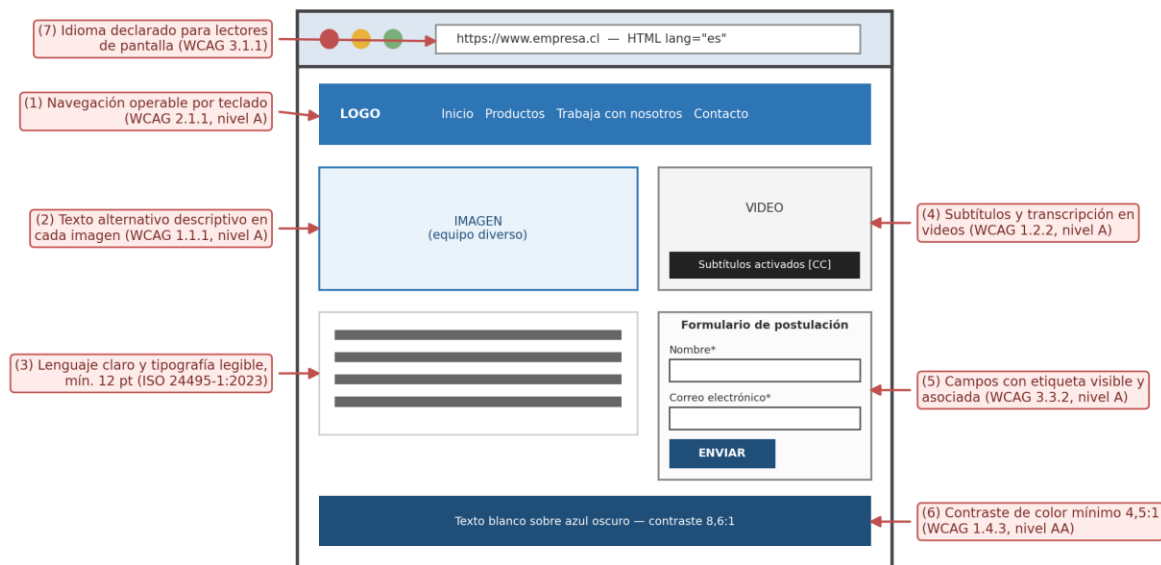 (7) Idioma declarado para lectores
de pantalla (WCAG 3.1.1)
https://www.empresa.cl — HTML lang="es"
(1) Navegación operable por teclado
(WCAG 2.1.1, nivel A)
LOGO Inicio Productos Trabaja con nosotros Contacto
(2) Texto alternativo descriptivo en
cada imagen (WCAG 1.1.1, nivel A)
IMAGEN
(equipo diverso)
VIDEO
Subtítulos activados [CC]
(4) Subtítulos y transcripción en
videos (WCAG 1.2.2, nivel A)
(3) Lenguaje claro y tipografía legible,
mín. 12 pt (ISO 24495-1:2023)
Formulario de postulación
Nombre*
Correo electrónico*
ENVIAR
(5) Campos con etiqueta visible y
asociada (WCAG 3.3.2, nivel A)
Texto blanco sobre azul oscuro — contraste 8,6:1
(6) Contraste de color mínimo 4,5:1
(WCAG 1.4.3, nivel AA)